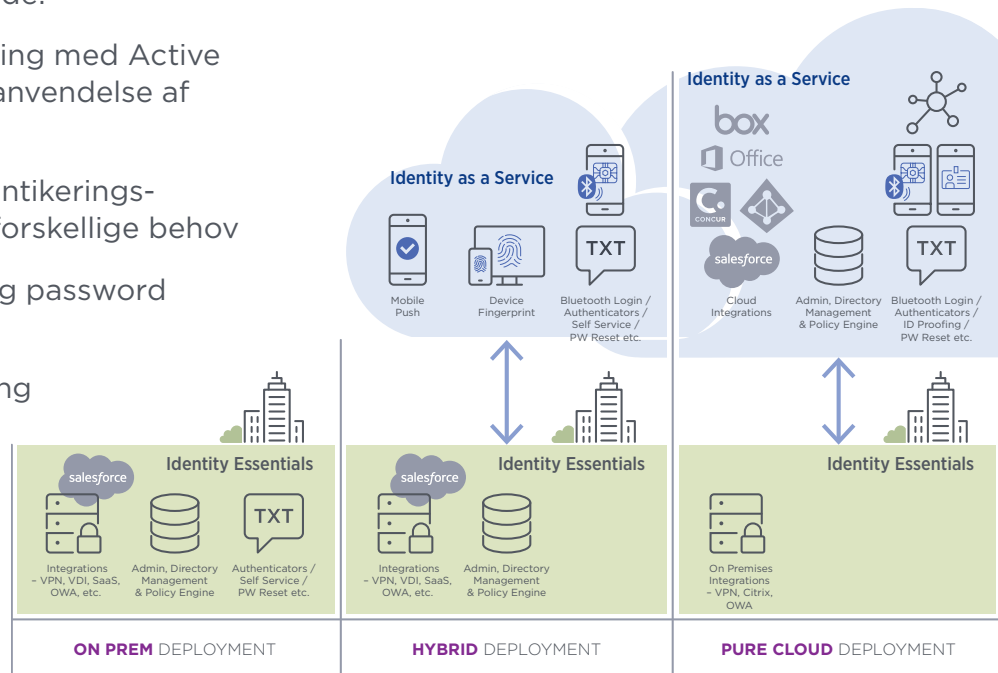 de.
ing med Active
anvendelse af
ntikerings-
forskellige behov
g password
ng
Identity as a Service
Mobile
Push
Device
Fingerprint
TXT
Bluetooth Login /
Authenticators /
Self Service /
PW Reset etc.
Identity as a Service
box
Office
C.
CONCUR
salesforce
Cloud
Integrations
Admin, Directory
Management
& Policy Engine
TXT
Bluetooth Login /
Authenticators /
ID Proofing /
PW Reset etc.
Identity Essentials
salesforce
Integrations
– VPN, VDI, SaaS,
OWA, etc.
Admin, Directory
Management
& Policy Engine
TXT
Authenticators /
Self Service /
PW Reset etc.
ON PREM DEPLOYMENT
Identity Essentials
salesforce
Integrations
– VPN, VDI, SaaS,
OWA, etc.
Admin, Directory
Management
& Policy Engine
HYBRID DEPLOYMENT
Identity Essentials
On Premises
Integrations
– VPN, Citrix,
OWA
PURE CLOUD DEPLOYMENT